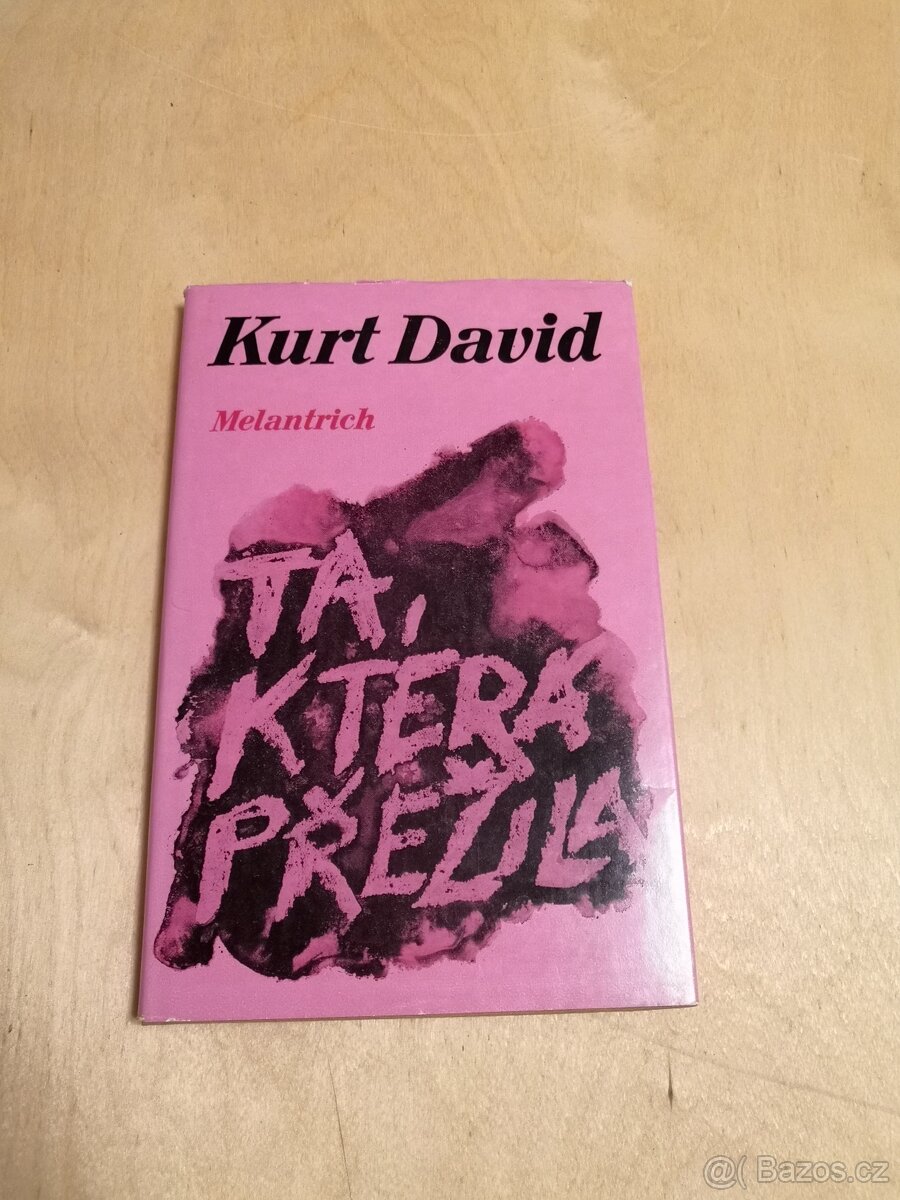 Kurt David
Melantrich
TA,
KTERÁ
PŘEŽILA
@( Bazos.cz